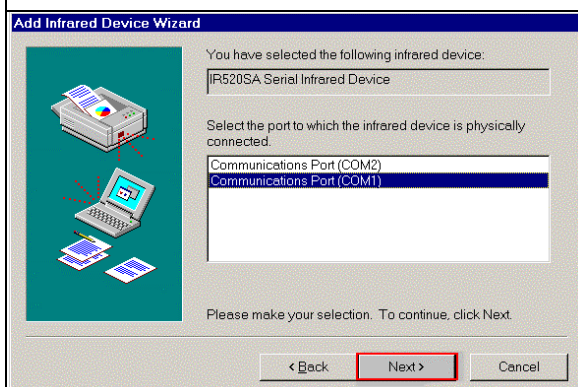 Add Infrared Device Wizard
You have selected the following infrared device:
IR520SA Serial Infrared Device
Select the port to which the infrared device is physically
connected.
Communications Port (COM2)
Communications Port (COM1)
Please make your selection. To continue, click Next.
< Back Next > Cancel